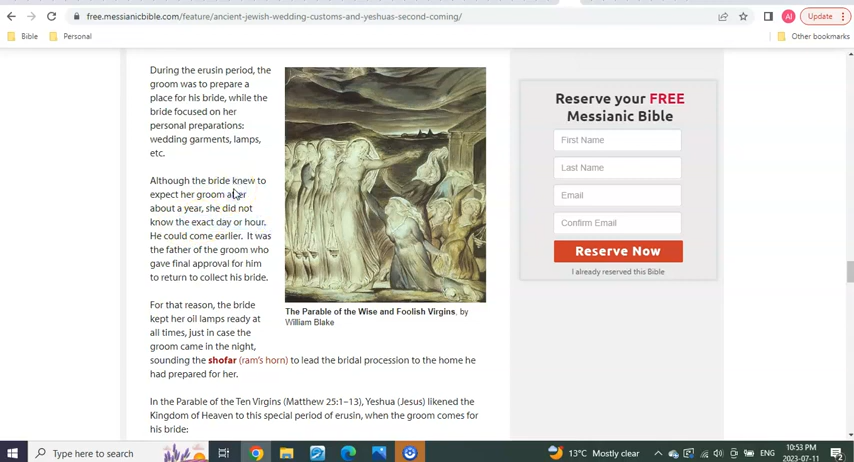 free.messianicbible.com/feature/ancient-jewish-wedding-customs-and-yeshuas-second-coming/
AI
Update
Bible
Personal
Other bookmarks
During the erusin period, the
groom was to prepare a
place for his bride, while the
bride focused on her
personal preparations:
wedding garments, lamps,
etc.
Although the bride knew to
expect her groom after
about a year, she did not
know the exact day or hour.
He could come earlier. It was
the father of the groom who
gave final approval for him
to return to collect his bride.
For that reason, the bride
kept her oil lamps ready at
all times, just in case the
groom came in the night,
sounding the shofar (ram's horn) to lead the bridal procession to the home he
had prepared for her.
In the Parable of the Ten Virgins (Matthew 25:1–13), Yeshua (Jesus) likened the
Kingdom of Heaven to this special period of erusin, when the groom comes for
his bride:
The Parable of the Wise and Foolish Virgins, by
William Blake
Reserve your FREE
Messianic Bible
First Name
Last Name
Email
Confirm Email
Reserve Now
I already reserved this Bible
Type here to search
13°C Mostly clear
ENG
10:53 PM
2023-07-11
2